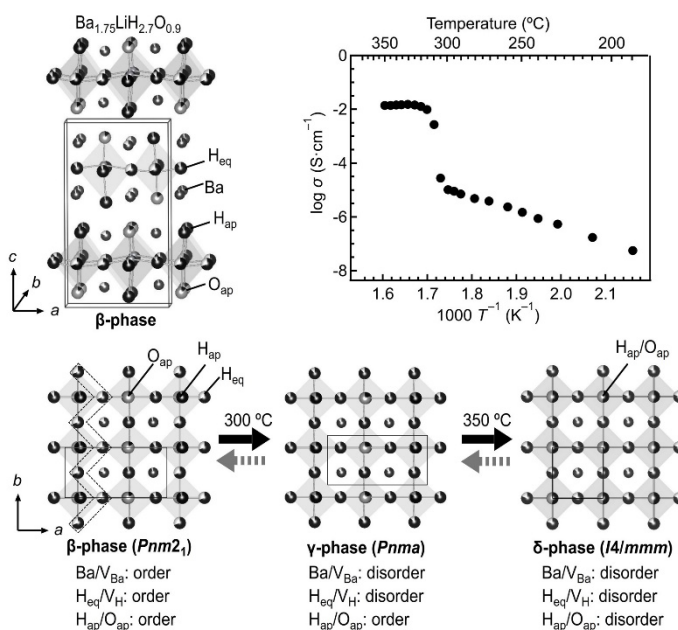 Ba1.75LiH2.7O0.9
Heq
Ba
Hap
Oap
c
b
a
β-phase
Temperature (ºC)
350 300 250 200
log σ (S·cm−1)
0
-2
-4
-6
-8
1.6 1.7 1.8 1.9 2.0 2.1
1000 T−1 (K−1)
Oap
Hap
Heq
300 ºC
350 ºC
Hap/Oap
b
a
β-phase (Pnm21)
Ba/VBa: order
Heq/VH: order
Hap/Oap: order
γ-phase (Pnma)
Ba/VBa: disorder
Heq/VH: disorder
Hap/Oap: order
δ-phase (I4/mmm)
Ba/VBa: disorder
Heq/VH: disorder
Hap/Oap: disorder